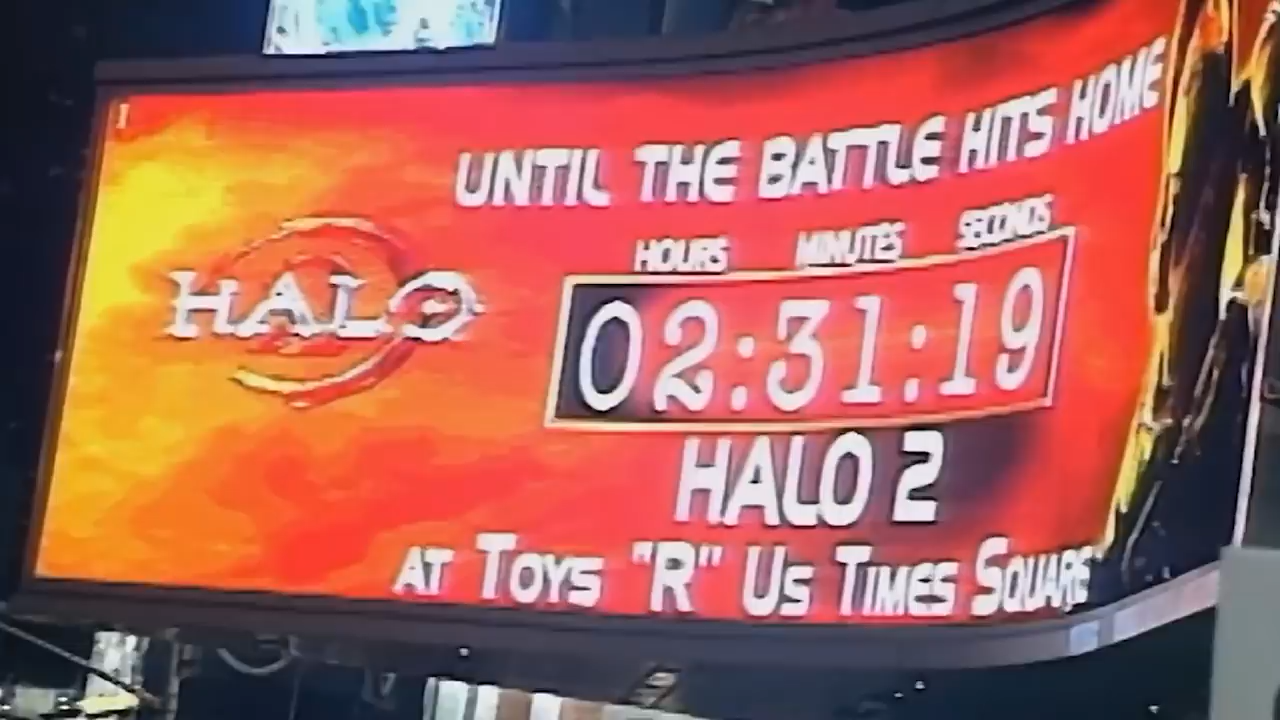 UNTIL THE BATTLE HITS HOME
HALO
HOURS MINUTES SECONDS
02:31:19
HALO 2
AT TOYS "R" US TIMES SQUARE